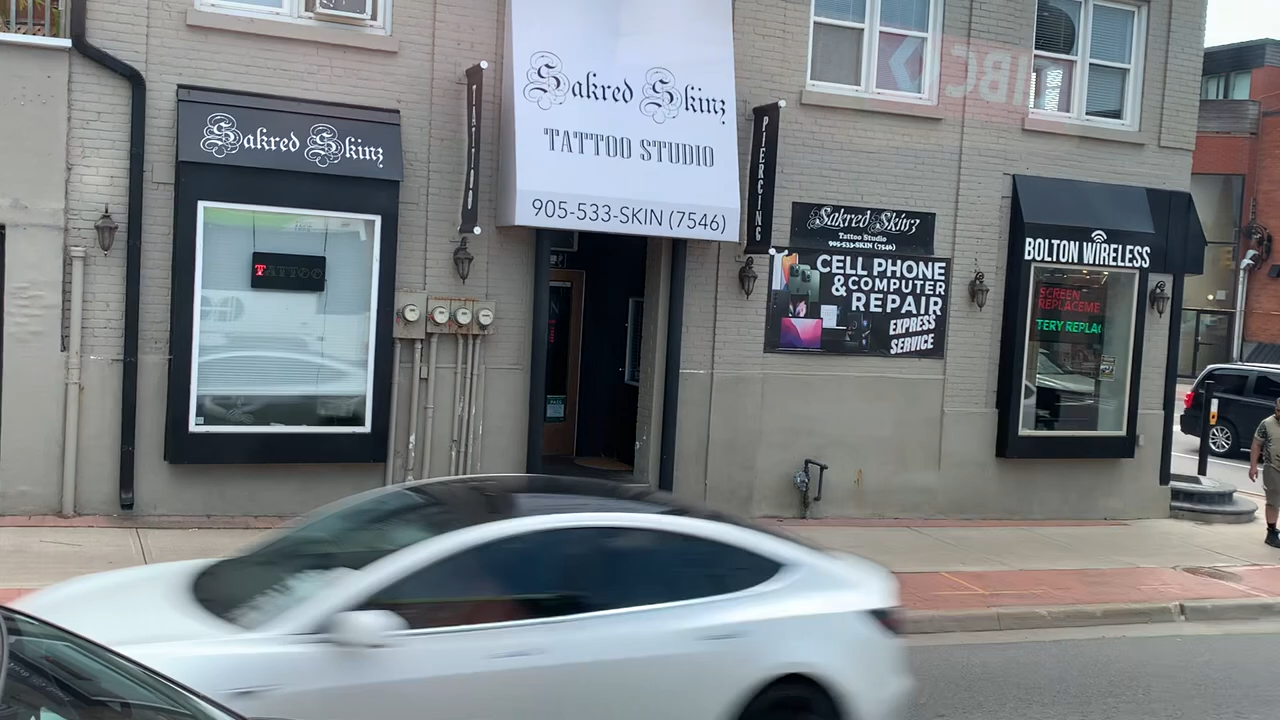 Sakred Skinz
TATTOO
TATTOO
Sakred Skinz
TATTOO STUDIO
905-533-SKIN (7546)
PIERCING
Sakred Skinz
Tattoo Studio
905-533-SKIN (7546)
CELL PHONE
& COMPUTER
REPAIR
EXPRESS
SERVICE
BOLTON WIRELESS
SCREEN
REPLACEME
TERY REPLAC